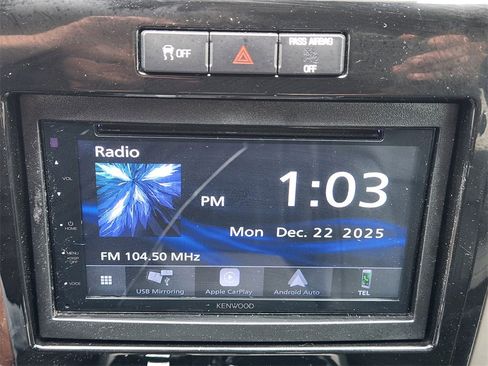 OFF
PASS AIRBAG
OFF
Radio
VOL
PM 1:03
HOME
Mon Dec. 22 2025
MENU
FM 104.50 MHz
VOICE
USB Mirroring Apple CarPlay Android Auto TEL
KENWOOD